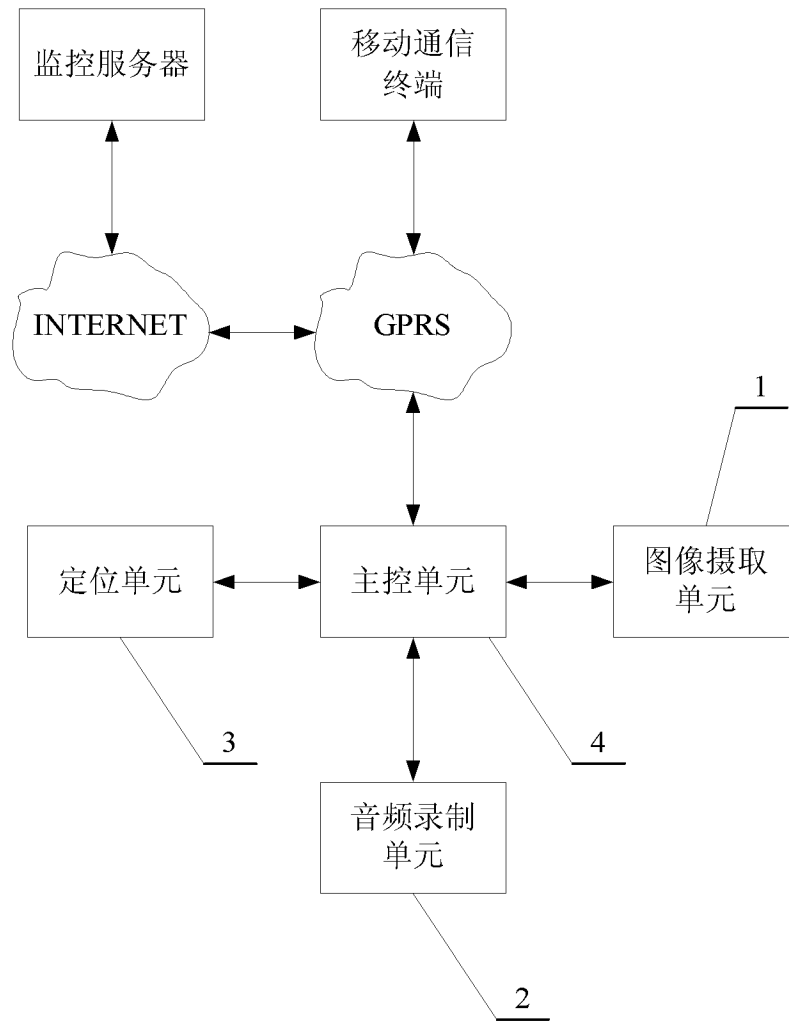 监控服务器
移动通信
终端
INTERNET
GPRS
1
定位单元
主控单元
图像摄取
单元
3
4
音频录制
单元
2